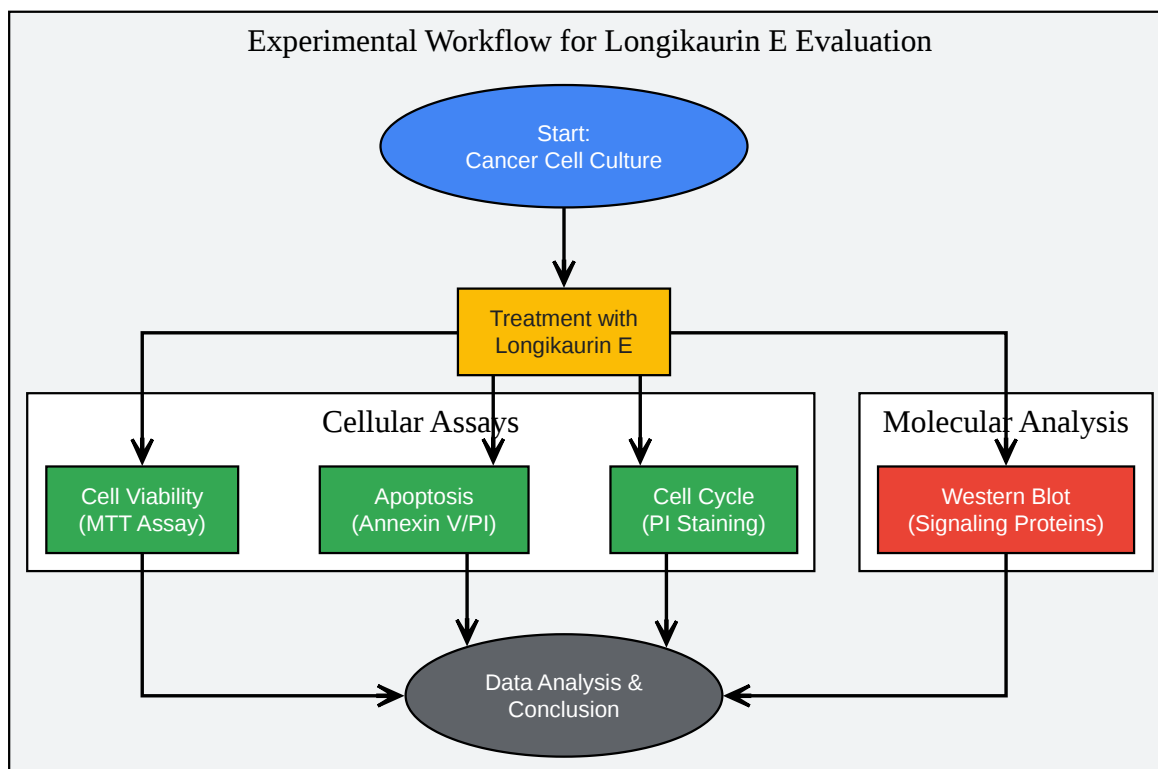 Experimental Workflow for Longikaurin E Evaluation
Start:
Cancer Cell Culture
Treatment with
Longikaurin E
Cellular Assays
Molecular Analysis
Cell Viability
(MTT Assay)
Apoptosis
(Annexin V/PI)
Cell Cycle
(PI Staining)
Western Blot
(Signaling Proteins)
Data Analysis &
Conclusion